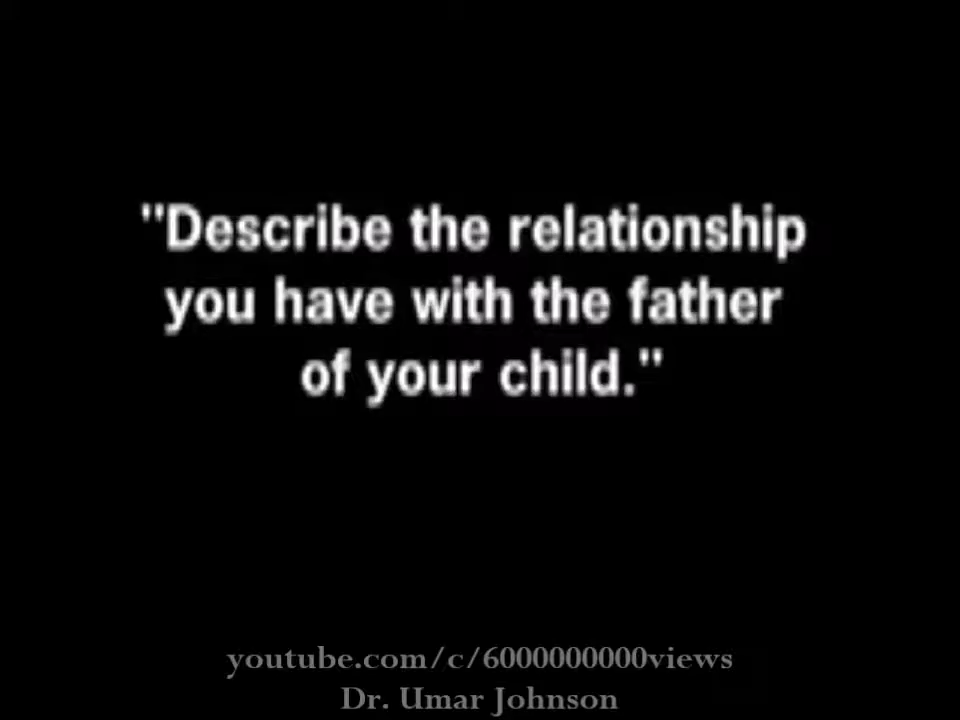 "Describe the relationship
you have with the father
of your child."
youtube.com/c/6000000000views
Dr. Umar Johnson